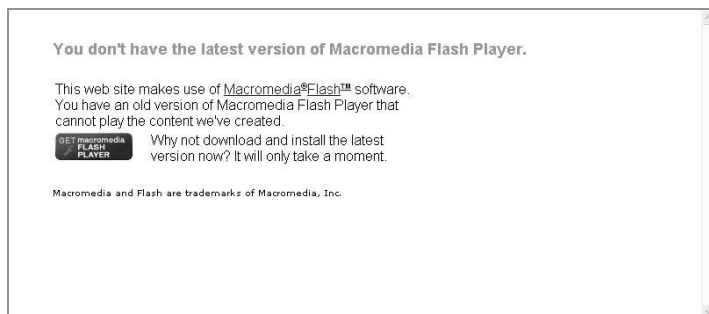 You don't have the latest version of Macromedia Flash Player.
This web site makes use of Macromedia®Flash™ software.
You have an old version of Macromedia Flash Player that
cannot play the content we've created.
GET macromedia
FLASH
PLAYER
Why not download and install the latest
version now? It will only take a moment.
Macromedia and Flash are trademarks of Macromedia, Inc.